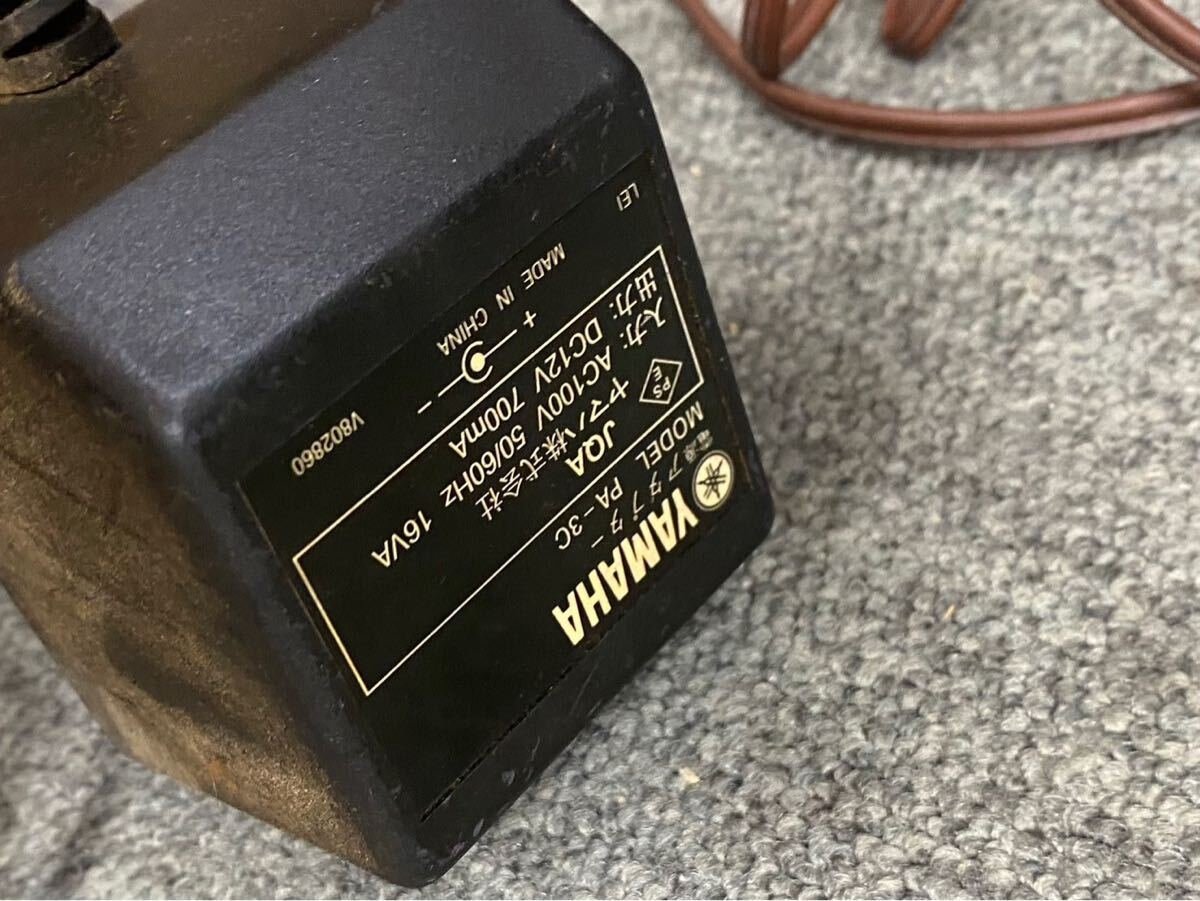 YAMAHA
電源アダプター
MODEL PA-3C
JQA
PS
E
ヤマハ株式会社
入力: AC100V 50/60Hz 16VA
出力: DC12V 700mA
− +
MADE IN CHINA
LEI
V802860